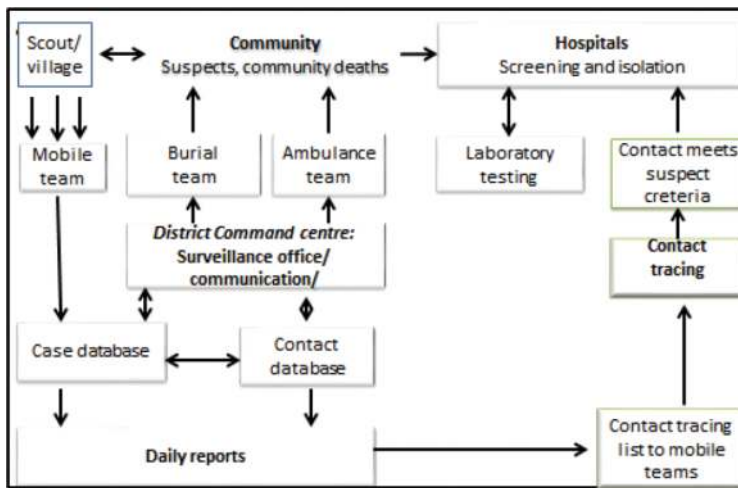 Scout/
village
Community
Suspects, community deaths
Hospitals
Screening and isolation
Mobile
team
Burial
team
Ambulance
team
Laboratory
testing
Contact meets
suspect
creteria
District Command centre:
Surveillance office/
communication/
Contact
tracing
Case database
Contact
database
Daily reports
Contact tracing
list to mobile
teams